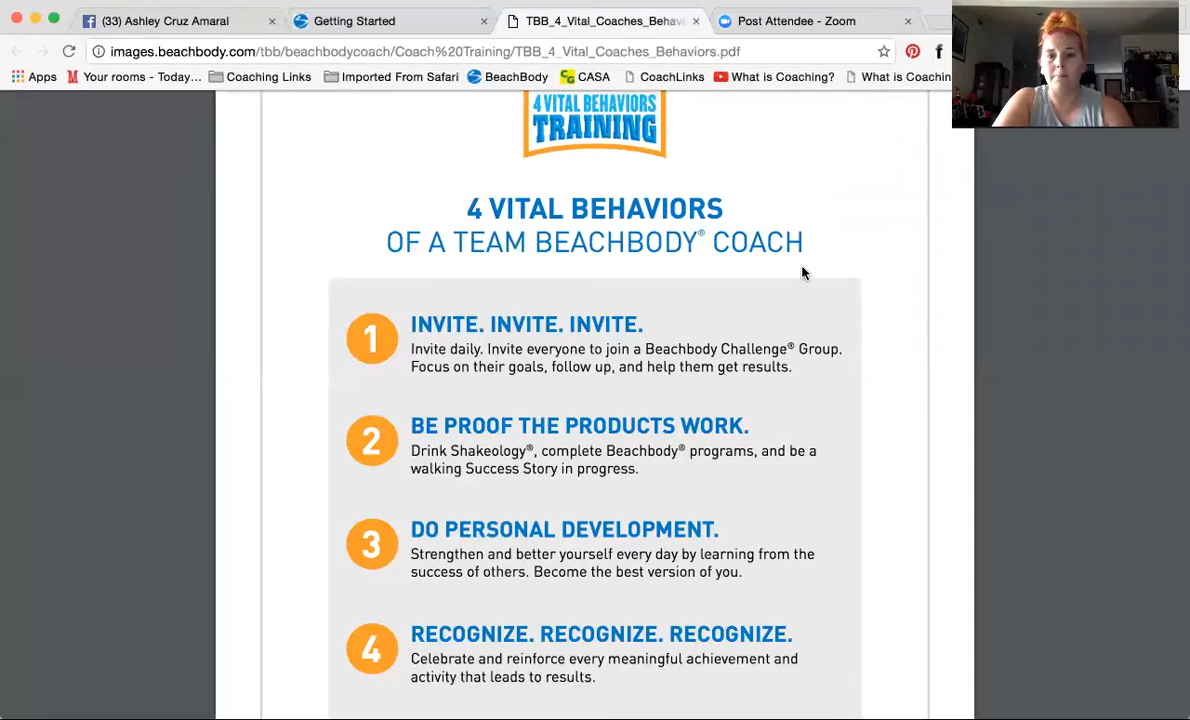 (33) Ashley Cruz Amaral
Getting Started
TBB_4_Vital_Coaches_Behav
Post Attendee - Zoom
images.beachbody.com/tbb/beachbodycoach/Coach%20Training/TBB_4_Vital_Coaches_Behaviors.pdf
Apps
Your rooms - Today…
Coaching Links
Imported From Safari
BeachBody
CASA
CoachLinks
What is Coaching?
What is Coachin
4 VITAL BEHAVIORS
TRAINING
4 VITAL BEHAVIORS
OF A TEAM BEACHBODY® COACH
1
INVITE. INVITE. INVITE.
Invite daily. Invite everyone to join a Beachbody Challenge® Group.
Focus on their goals, follow up, and help them get results.
2
BE PROOF THE PRODUCTS WORK.
Drink Shakeology®, complete Beachbody® programs, and be a
walking Success Story in progress.
3
DO PERSONAL DEVELOPMENT.
Strengthen and better yourself every day by learning from the
success of others. Become the best version of you.
4
RECOGNIZE. RECOGNIZE. RECOGNIZE.
Celebrate and reinforce every meaningful achievement and
activity that leads to results.